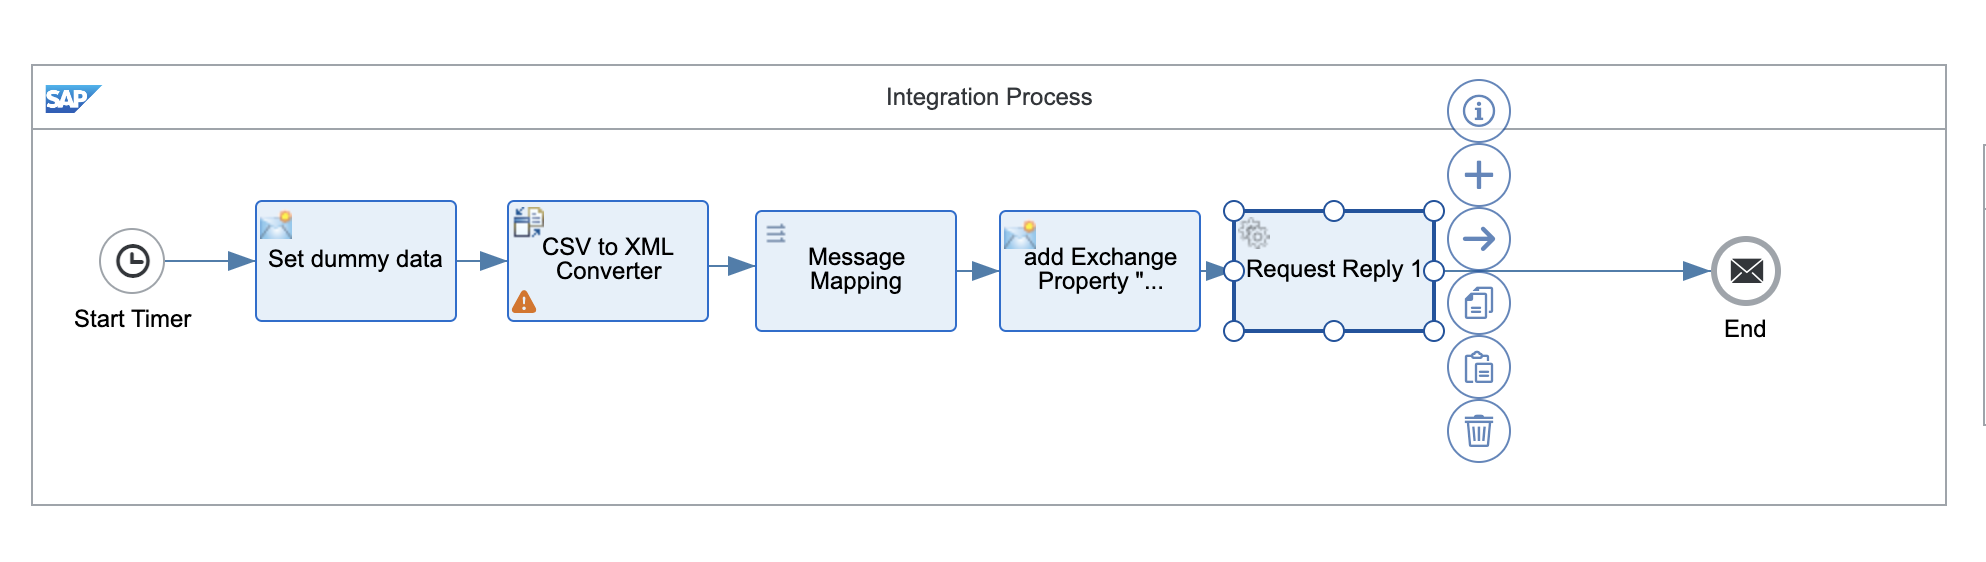 SAP
Integration Process
Set dummy data
CSV to XML
Converter
Message
Mapping
add Exchange
Property "...
Request Reply 1
Start Timer
End